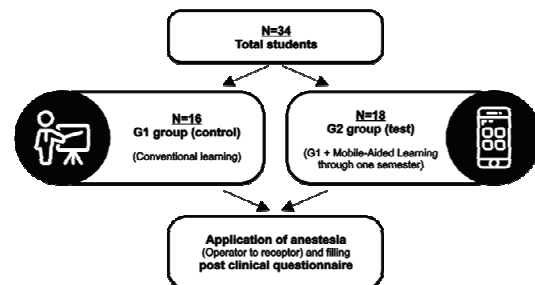 N=34
Total students
N=16
G1 group (control)
(Conventional learning)
N=18
G2 group (test)
(G1 + Mobile-Aided Learning
through one semester)
Application of anestesia
(Operator to receptor) and filling
post clinical questionnaire